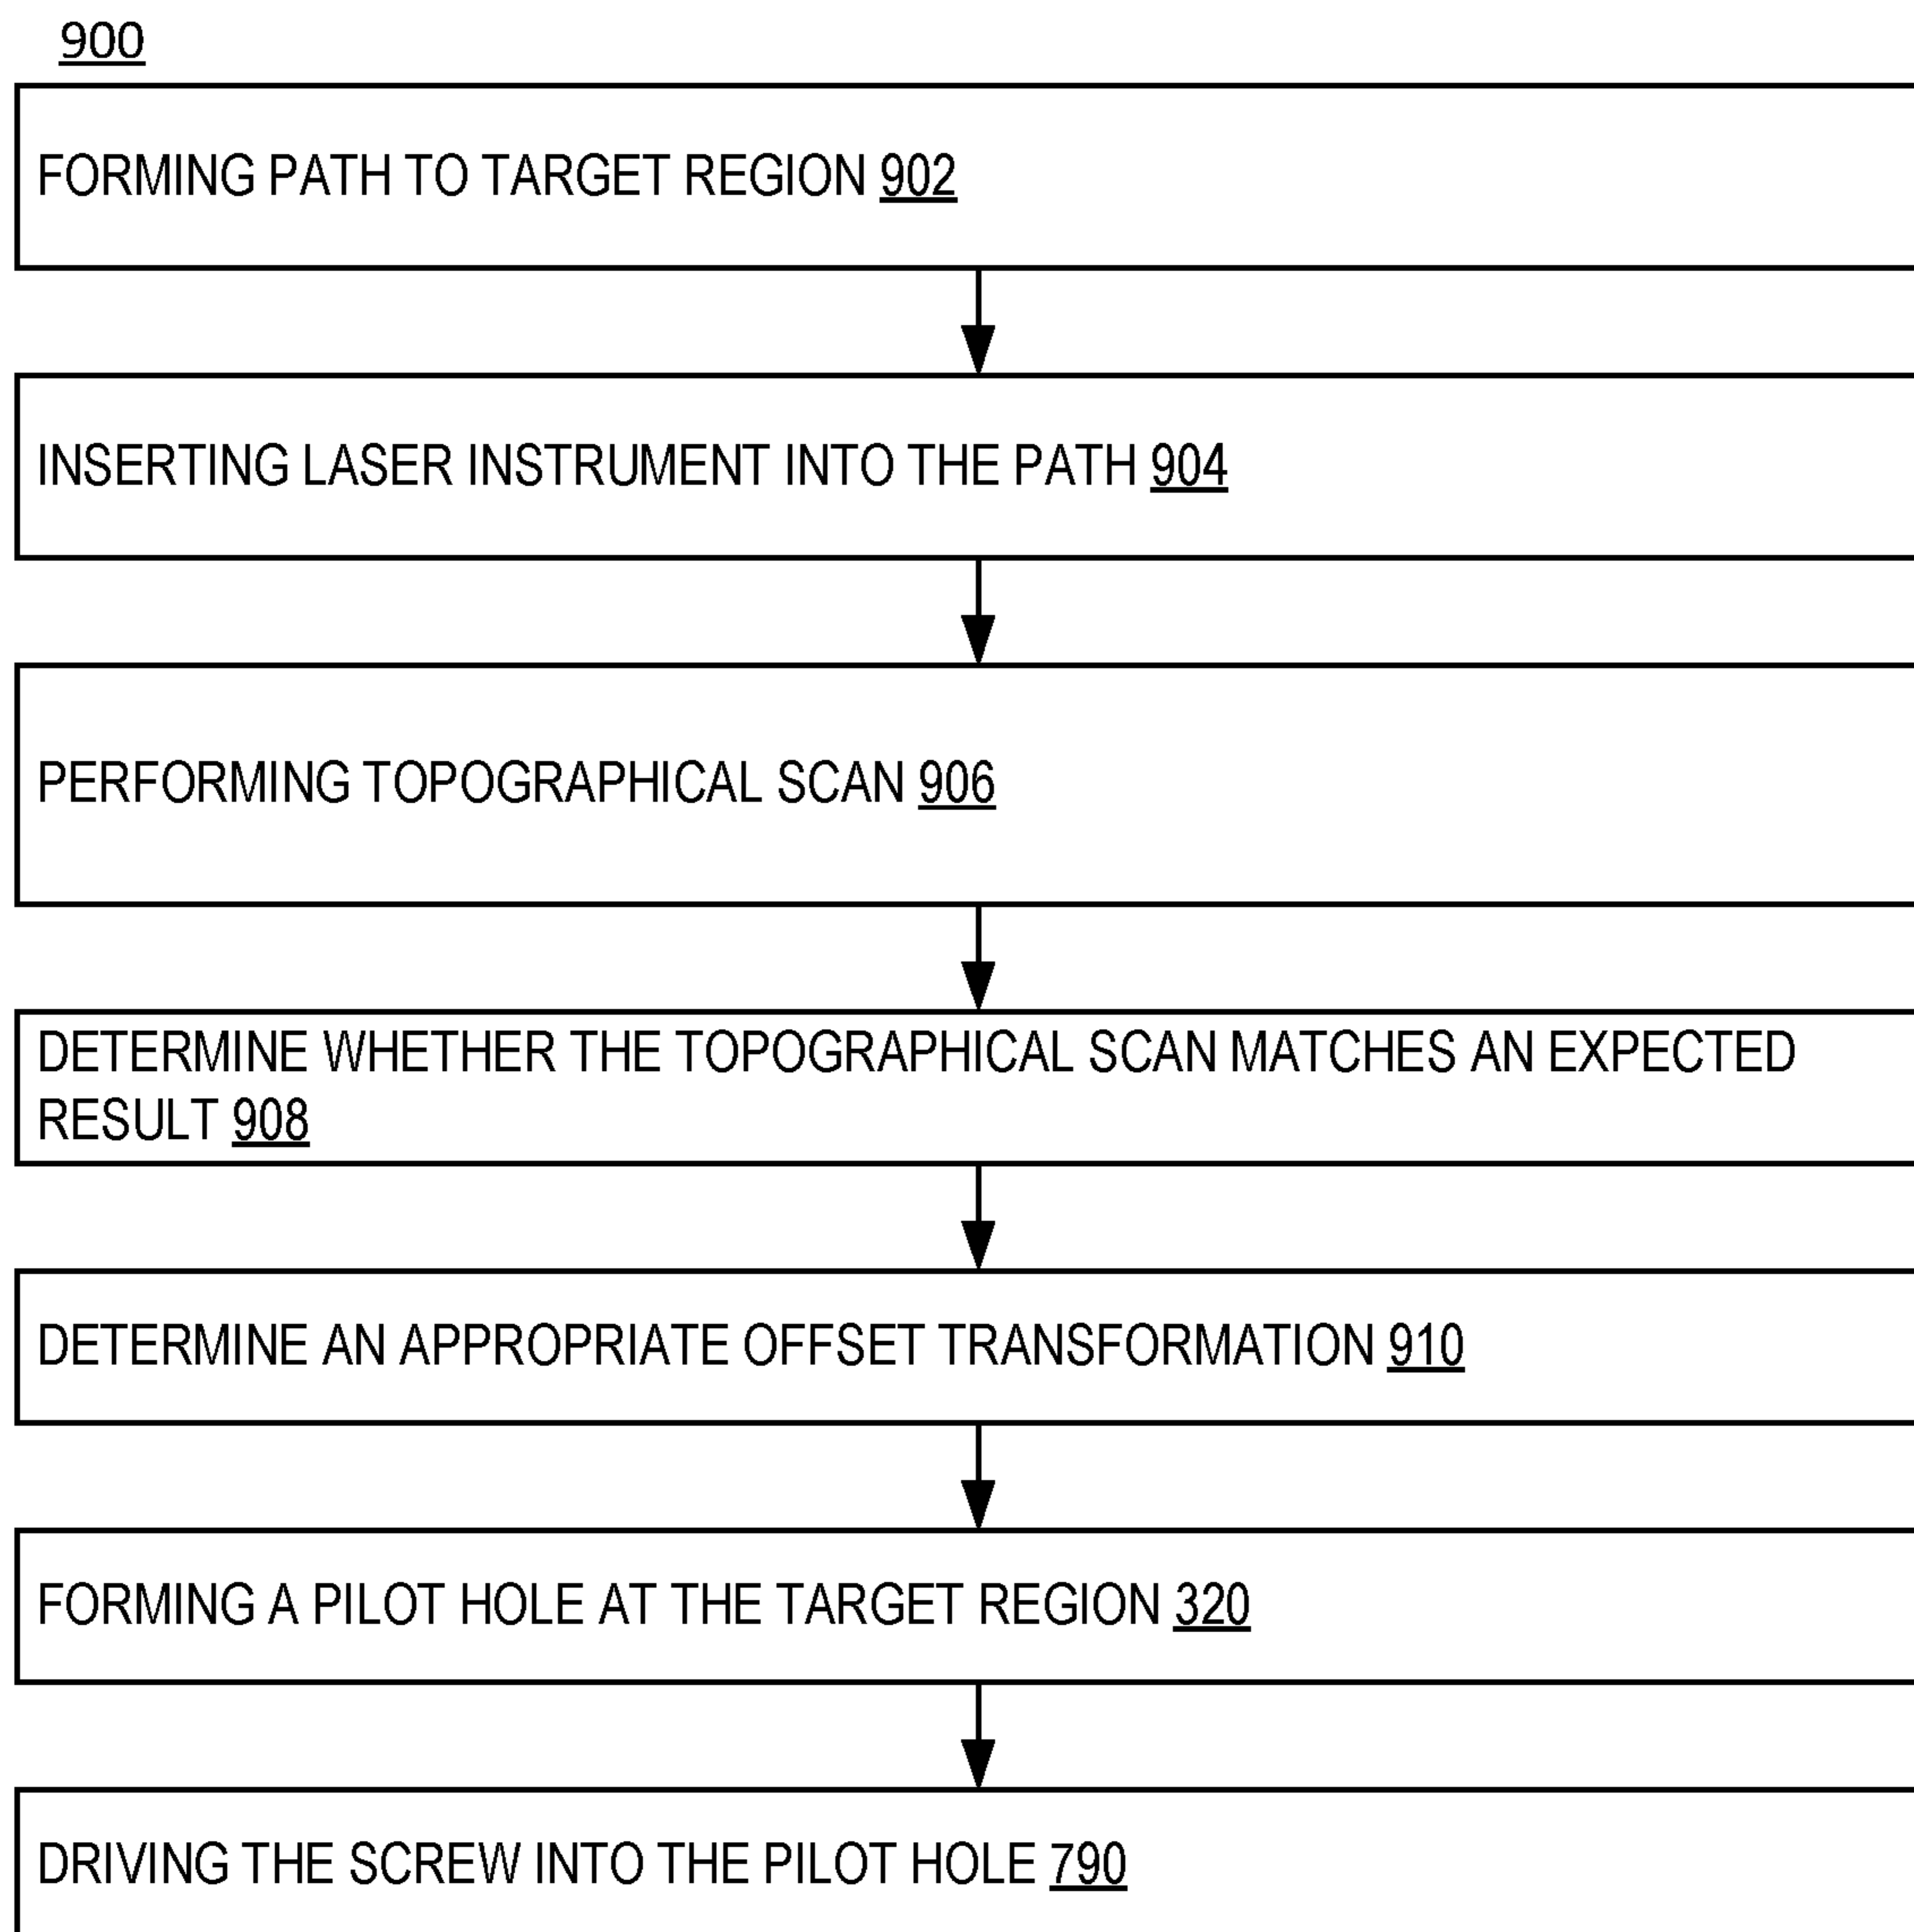 900
FORMING PATH TO TARGET REGION 902
INSERTING LASER INSTRUMENT INTO THE PATH 904
PERFORMING TOPOGRAPHICAL SCAN 906
DETERMINE WHETHER THE TOPOGRAPHICAL SCAN MATCHES AN EXPECTED
RESULT 908
DETERMINE AN APPROPRIATE OFFSET TRANSFORMATION 910
FORMING A PILOT HOLE AT THE TARGET REGION 320
DRIVING THE SCREW INTO THE PILOT HOLE 790